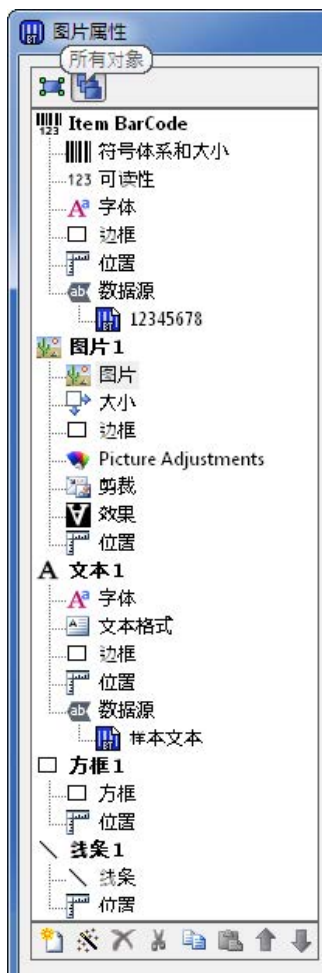 图片属性
所有对象
Item BarCode
符号体系和大小
123 可读性
字体
边框
位置
数据源
12345678
图片 1
图片
大小
边框
Picture Adjustments
剪裁
效果
位置
文本 1
字体
文本格式
边框
位置
数据源
样本文本
方框 1
方框
位置
线条 1
线条
位置